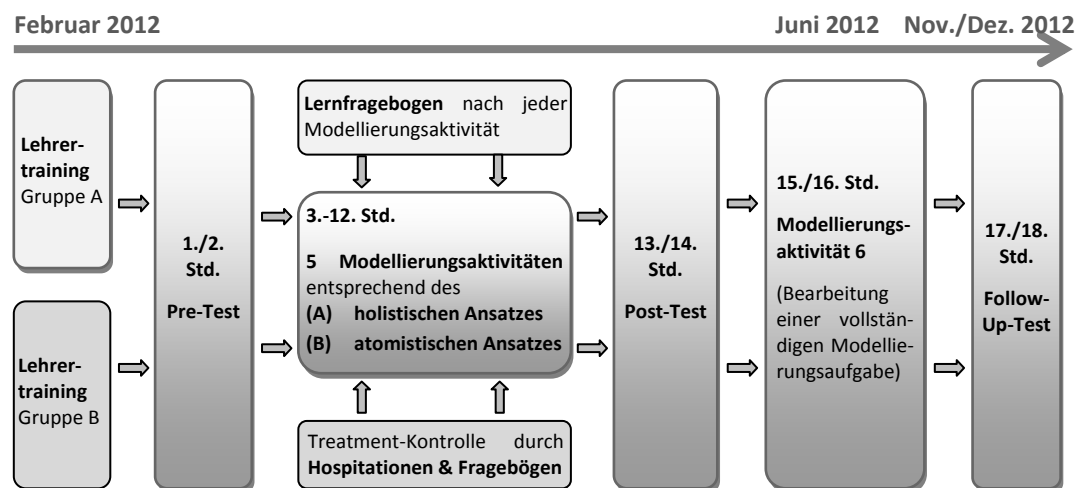 Februar 2012
Juni 2012 Nov./Dez. 2012
Lehrer-
training
Gruppe A
Lehrer-
training
Gruppe B
1./2.
Std.
Pre-Test
Lernfragebogen nach jeder
Modellierungsaktivität
3.-12. Std.
5 Modellierungsaktivitäten
entsprechend des
(A) holistischen Ansatzes
(B) atomistischen Ansatzes
Treatment-Kontrolle durch
Hospitationen & Fragebögen
13./14.
Std.
Post-Test
15./16. Std.
Modellierungs-
aktivität 6
(Bearbeitung
einer vollstän-
digen Modellie-
rungsaufgabe)
17./18.
Std.
Follow-
Up-Test